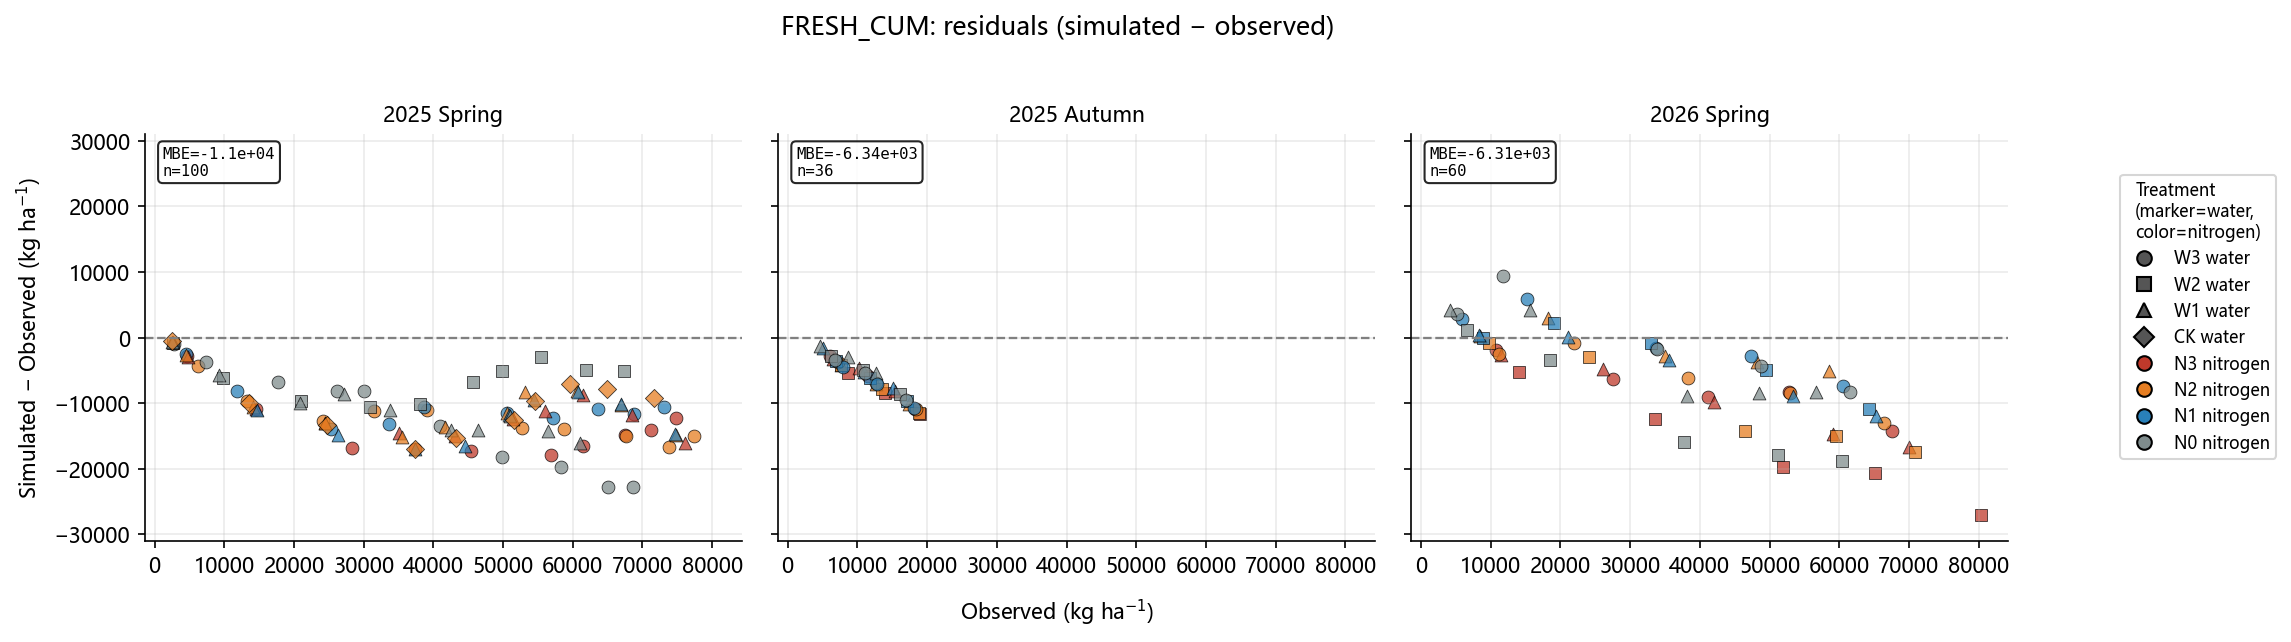 FRESH_CUM: residuals (simulated − observed)
2025 Spring
2025 Autumn
2026 Spring
MBE=-1.1e+04
n=100
MBE=-6.34e+03
n=36
MBE=-6.31e+03
n=60
Simulated − Observed (kg ha⁻¹)
30000
20000
10000
0
−10000
−20000
−30000
0 10000 20000 30000 40000 50000 60000 70000 80000
0 10000 20000 30000 40000 50000 60000 70000 80000
0 10000 20000 30000 40000 50000 60000 70000 80000
Observed (kg ha⁻¹)
Treatment
(marker=water,
color=nitrogen)
W3 water
W2 water
W1 water
CK water
N3 nitrogen
N2 nitrogen
N1 nitrogen
N0 nitrogen